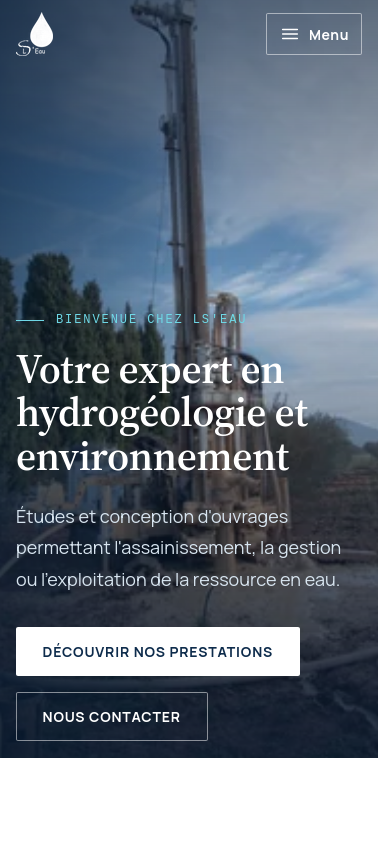 LS'Eau
Menu
BIENVENUE CHEZ LS'EAU
Votre expert en
hydrogéologie et
environnement
Études et conception d'ouvrages
permettant l'assainissement, la gestion
ou l'exploitation de la ressource en eau.
DÉCOUVRIR NOS PRESTATIONS
NOUS CONTACTER